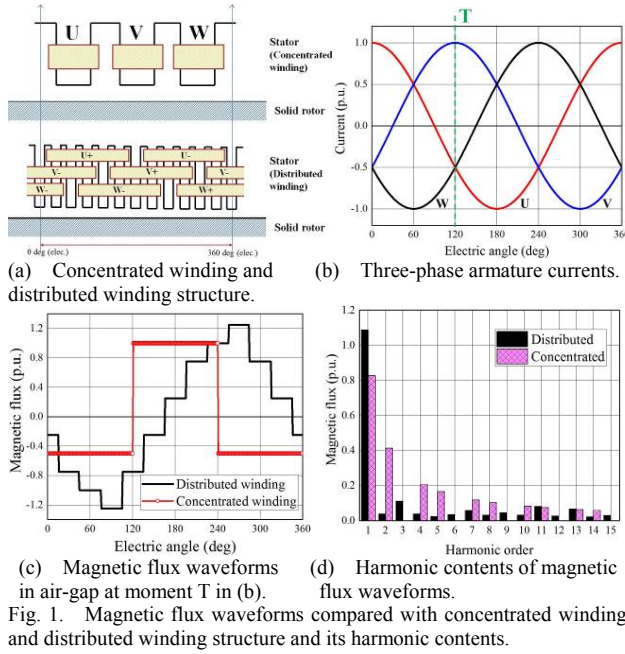 U V W
Stator
(Concentrated
winding)
Solid rotor
U+ U-
W- V+ V-
W- W- W+
Stator
(Distributed
winding)
Solid rotor
0 deg (elec.) 360 deg (elec.)
(a) Concentrated winding and
distributed winding structure.
T
Current (p.u.)
1.0
0.5
0.0
-0.5
-1.0
W U V
0 60 120 180 240 300 360
Electric angle (deg)
(b) Three-phase armature currents.
Magnetic flux (p.u.)
1.2
0.8
0.4
0.0
-0.4
-0.8
-1.2
Distributed winding
Concentrated winding
0 60 120 180 240 300 360
Electric angle (deg)
(c) Magnetic flux waveforms
in air-gap at moment T in (b).
Magnetic flux (p.u.)
1.2
1.0
0.8
0.6
0.4
0.2
0.0
Distributed
Concentrated
1 2 3 4 5 6 7 8 9 10 11 12 13 14 15
Harmonic order
(d) Harmonic contents of magnetic
flux waveforms.
Fig. 1. Magnetic flux waveforms compared with concentrated winding
and distributed winding structure and its harmonic contents.